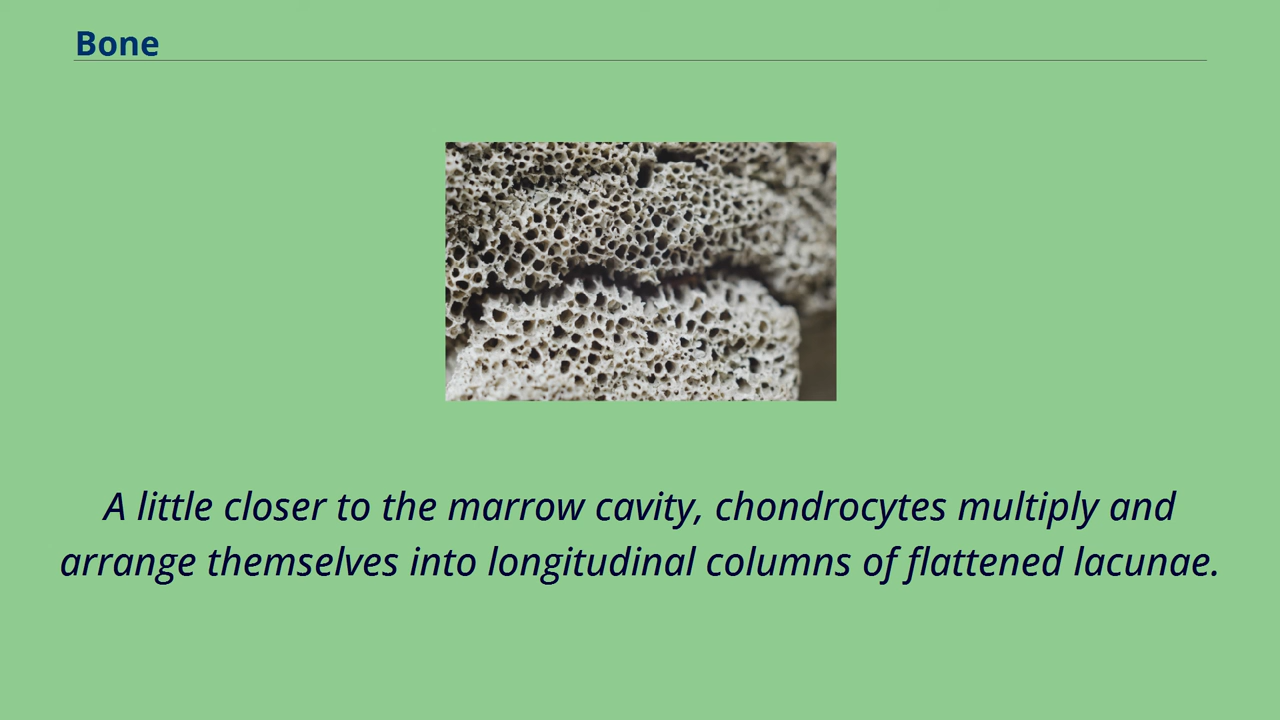 Bone
A little closer to the marrow cavity, chondrocytes multiply and
arrange themselves into longitudinal columns of flattened lacunae.